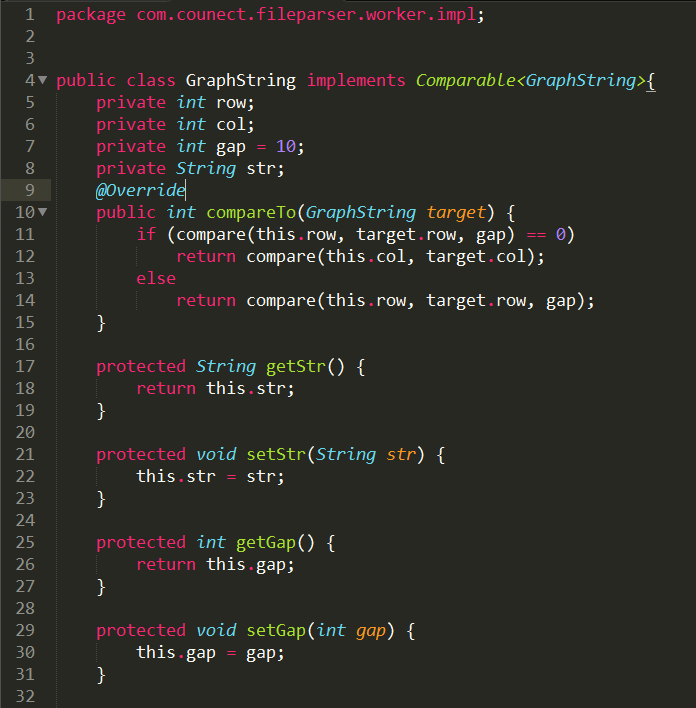 1 package com.counect.fileparser.worker.impl;
2
3
4 public class GraphString implements Comparable<GraphString>{
5     private int row;
6     private int col;
7     private int gap = 10;
8     private String str;
9     @Override
10     public int compareTo(GraphString target) {
11         if (compare(this.row, target.row, gap) == 0)
12             return compare(this.col, target.col);
13         else
14             return compare(this.row, target.row, gap);
15     }
16
17     protected String getStr() {
18         return this.str;
19     }
20
21     protected void setStr(String str) {
22         this.str = str;
23     }
24
25     protected int getGap() {
26         return this.gap;
27     }
28
29     protected void setGap(int gap) {
30         this.gap = gap;
31     }
32